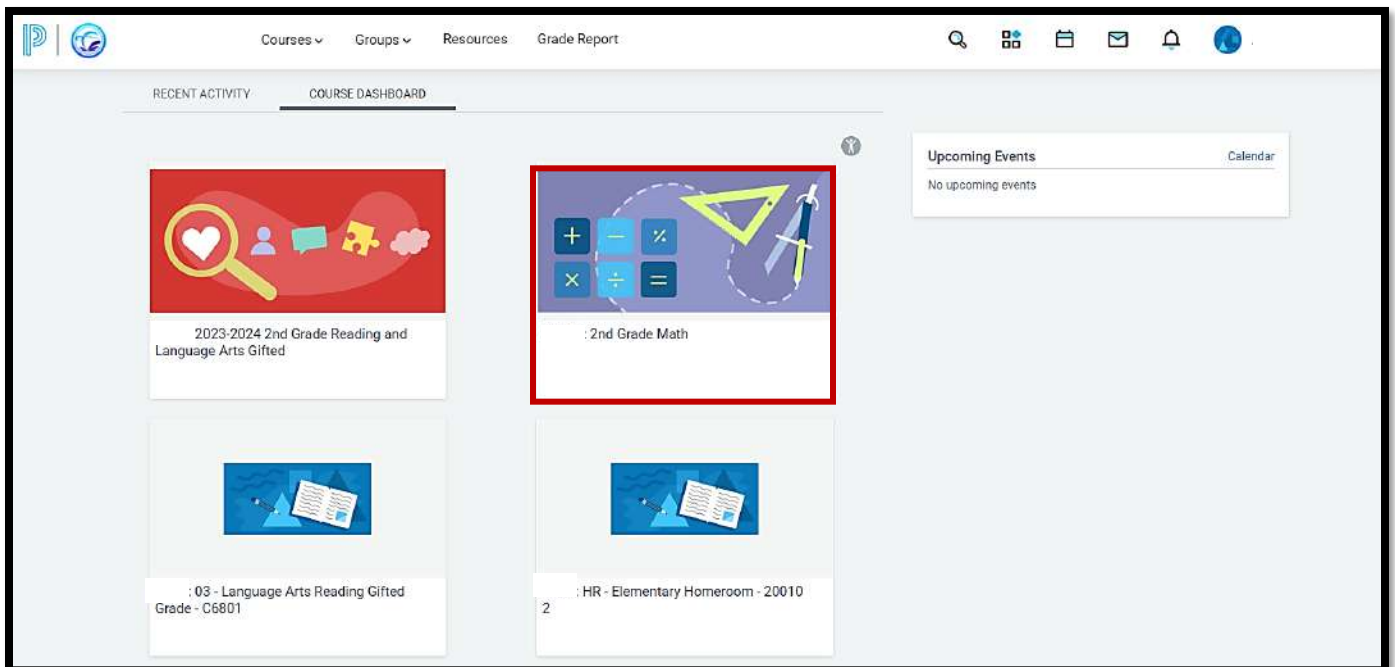 Courses Groups Resources Grade Report
RECENT ACTIVITY COURSE DASHBOARD
Upcoming Events Calendar
No upcoming events
2023-2024 2nd Grade Reading and
Language Arts Gifted
: 2nd Grade Math
: 03 - Language Arts Reading Gifted
Grade - C6801
: HR - Elementary Homeroom - 20010
2